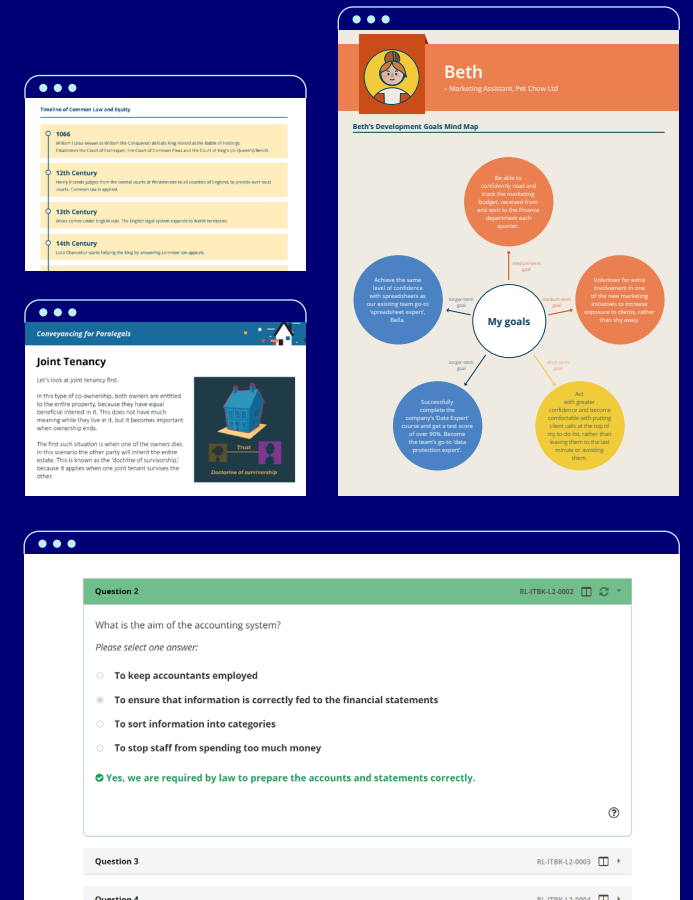 Timeline of Common Law and Equity
1066
William I (also known as William the Conqueror) defeats King Harold at the Battle of Hastings.
Establishes the Court of Exchequer, the Court of Common Pleas and the Court of King's (or Queen's) Bench.
12th Century
Henry II sends judges from the central courts at Westminster to all counties of England, to preside over local
courts. Common law is applied.
13th Century
Wales comes under English rule. The English legal system expands to Welsh territories.
14th Century
Lord Chancellor starts helping the King by answering common law appeals.
Beth
– Marketing Assistant, Pet Chow Ltd
Beth's Development Goals Mind Map
Be able to
confidently read and
track the marketing
budget, received from
and sent to the finance
department each
quarter.
medium-term
goal
Achieve the same
level of confidence
with spreadsheets as
our existing team go-to
'spreadsheet expert',
Bella.
longer-term
goal
My goals
medium-term
goal
Volunteer for extra
involvement in one
of the new marketing
initiatives to increase
exposure to clients, rather
than shy away.
longer-term
goal
short-term
goal
Successfully
complete the
company's 'Data Expert'
course and get a test score
of over 90%. Become
the team's go-to 'data
protection expert'.
Act
with greater
confidence and become
comfortable with putting
client calls at the top of
my to-do list, rather than
leaving them to the last
minute or avoiding
them.
Conveyancing for Paralegals
Joint Tenancy
Let's look at joint tenancy first.
In this type of co-ownership, both owners are entitled
to the entire property, because they have equal
beneficial interest in it. This does not have much
meaning while they live in it, but it becomes important
when ownership ends.
The first such situation is when one of the owners dies.
In this scenario the other party will inherit the entire
estate. This is known as the 'doctrine of survivorship,'
because it applies when one joint tenant survives the
other.
Trust
Doctorine of survivorship
Question 2
RL-ITBK-L2-0002
What is the aim of the accounting system?
Please select one answer:
To keep accountants employed
To ensure that information is correctly fed to the financial statements
To sort information into categories
To stop staff from spending too much money
Yes, we are required by law to prepare the accounts and statements correctly.
Question 3
RL-ITBK-L2-0003
Question 4
RL-ITBK-L2-0004